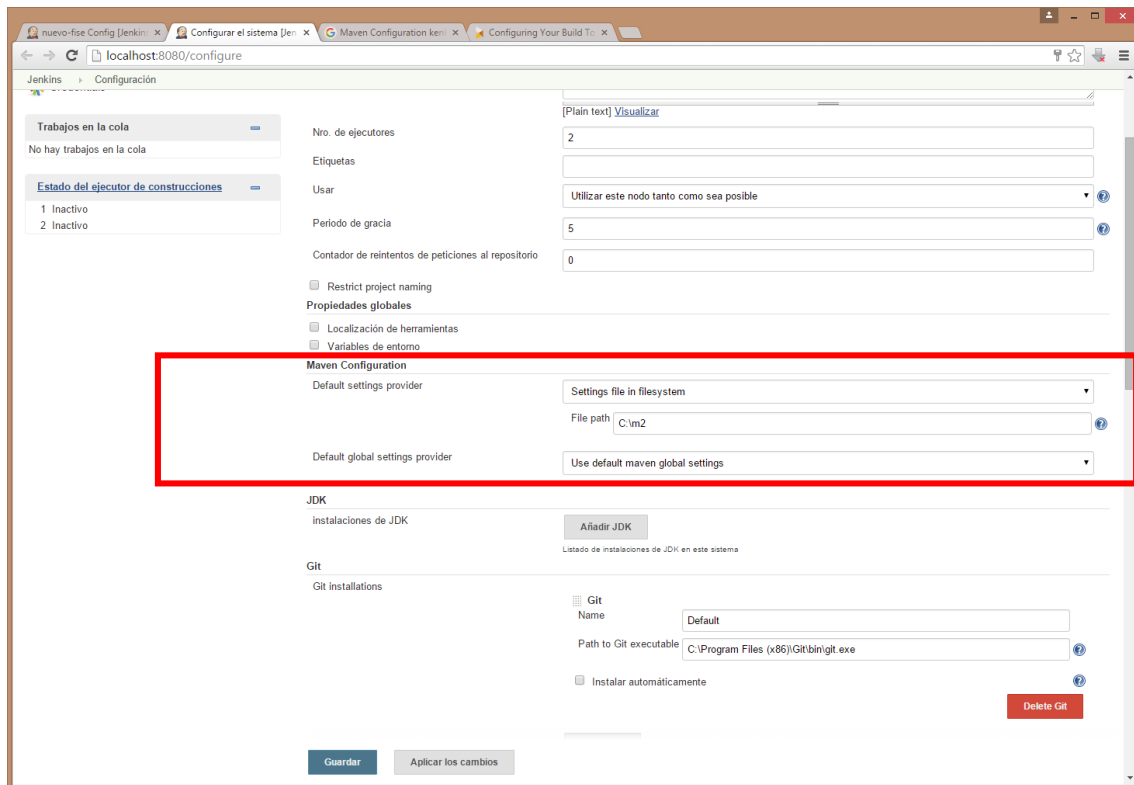 nuevo-fise Config [Jenkin
Configurar el sistema [Jen
Maven Configuration keni
Configuring Your Build To
localhost:8080/configure
Jenkins
Configuración
Trabajos en la cola
No hay trabajos en la cola
Estado del ejecutor de construcciones
1 Inactivo
2 Inactivo
[Plain text] Visualizar
Nro. de ejecutores
2
Etiquetas
Usar
Utilizar este nodo tanto como sea posible
Periodo de gracia
5
Contador de reintentos de peticiones al repositorio
0
Restrict project naming
Propiedades globales
Localización de herramientas
Variables de entorno
Maven Configuration
Default settings provider
Settings file in filesystem
File path
C:\m2
Default global settings provider
Use default maven global settings
JDK
instalaciones de JDK
Añadir JDK
Listado de instalaciones de JDK en este sistema
Git
Git installations
Git
Name
Default
Path to Git executable
C:\Program Files (x86)\Git\bin\git.exe
Instalar automáticamente
Delete Git
Guardar
Aplicar los cambios